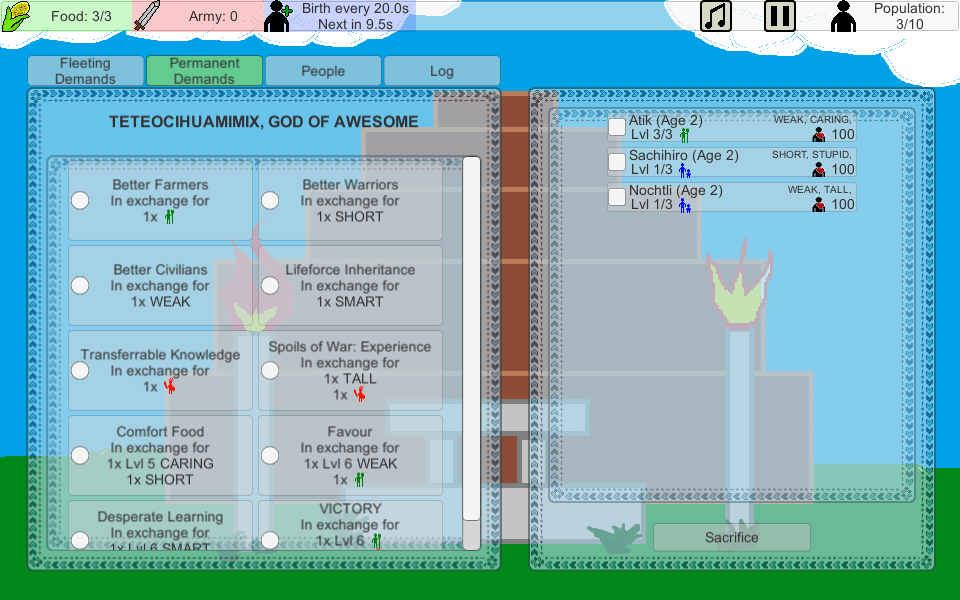 Food: 3/3
Army: 0
Birth every 20.0s
Next in 9.5s
Population:
3/10
Fleeting
Demands
Permanent
Demands
People
Log
TETEOCIHUAMIMIX, GOD OF AWESOME
Better Farmers
In exchange for
1x
Better Warriors
In exchange for
1x SHORT
Better Civilians
In exchange for
1x WEAK
Lifeforce Inheritance
In exchange for
1x SMART
Transferrable Knowledge
In exchange for
1x
Spoils of War: Experience
In exchange for
1x TALL
1x
Comfort Food
In exchange for
1x Lvl 5 CARING
1x SHORT
Favour
In exchange for
1x Lvl 6 WEAK
1x
Desperate Learning
In exchange for
1x Lvl 6 SMART
VICTORY
In exchange for
1x Lvl 6
Atik (Age 2)
WEAK, CARING,
Lvl 3/3
100
Sachihiro (Age 2)
SHORT, STUPID,
Lvl 1/3
100
Nochtli (Age 2)
WEAK, TALL,
Lvl 1/3
100
Sacrifice